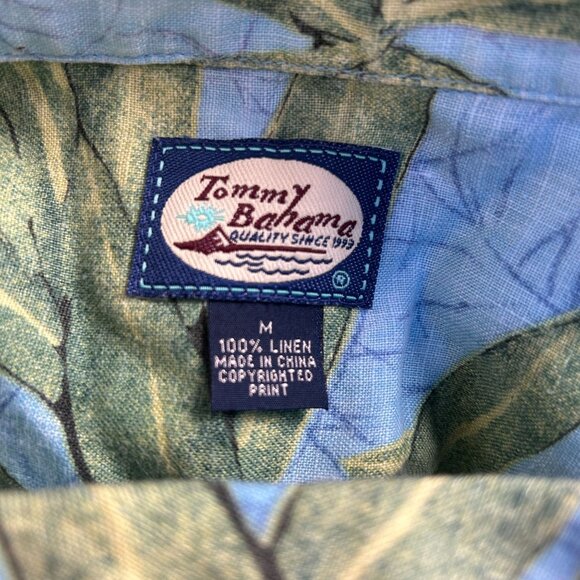 Tommy
Bahama
QUALITY SINCE 1993
®
M
100% LINEN
MADE IN CHINA
COPYRIGHTED
PRINT